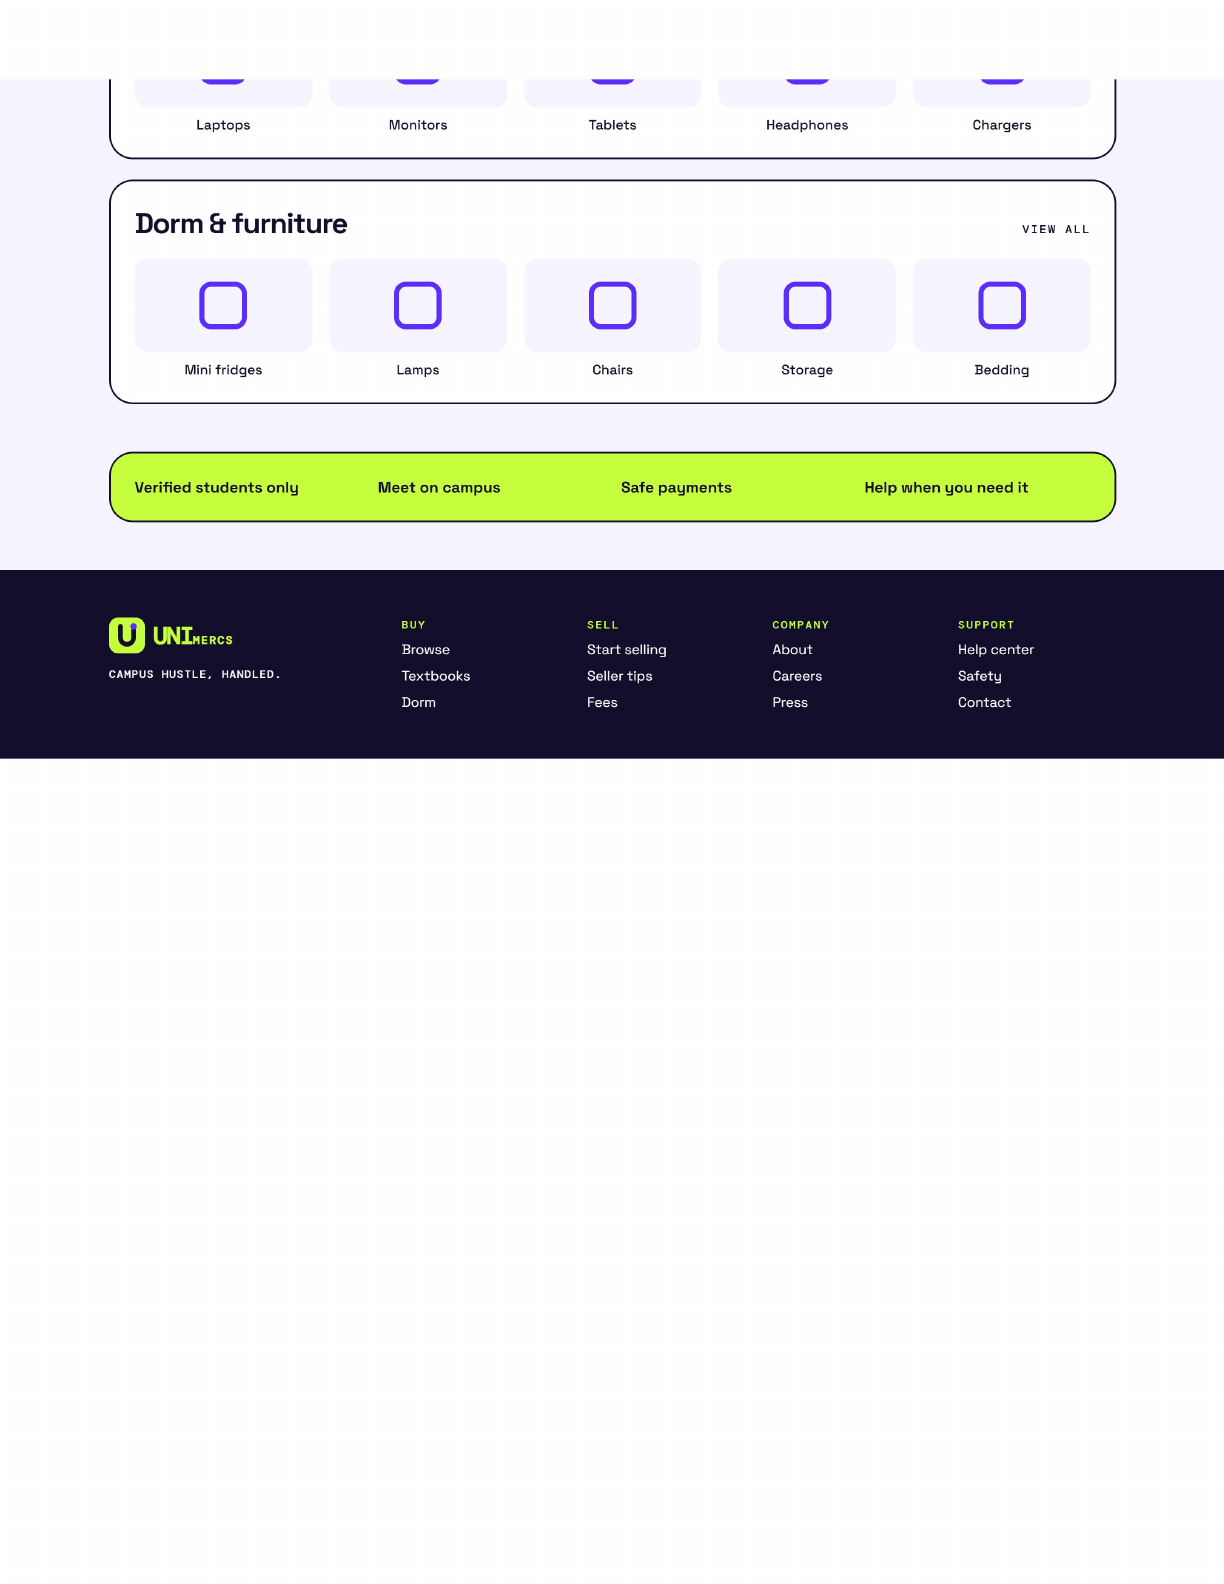 Laptops Monitors Tablets Headphones Chargers
Dorm & furniture
VIEW ALL
Mini fridges Lamps Chairs Storage Bedding
Verified students only Meet on campus Safe payments Help when you need it
UNIMERCS
CAMPUS HUSTLE, HANDLED.
BUY
Browse
Textbooks
Dorm
SELL
Start selling
Seller tips
Fees
COMPANY
About
Careers
Press
SUPPORT
Help center
Safety
Contact